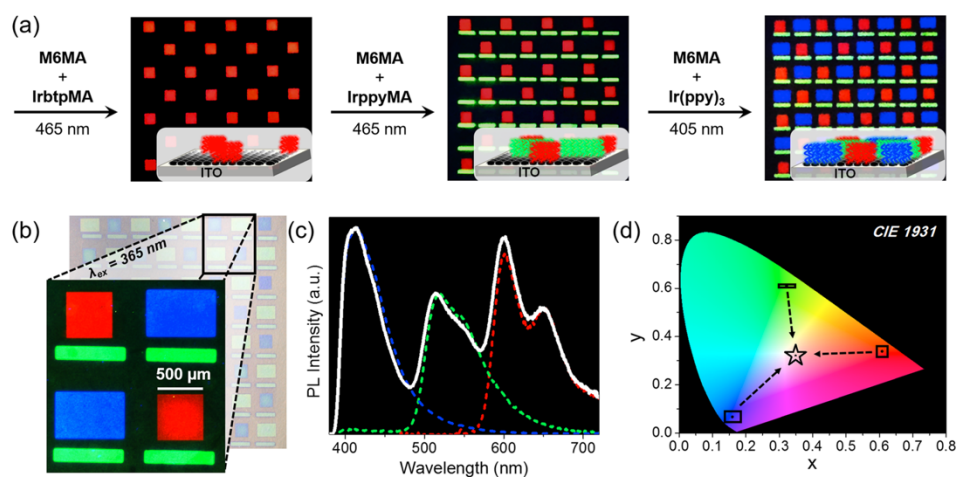 (a)
M6MA
+
IrbtpMA
465 nm
ITO
M6MA
+
IrppyMA
465 nm
ITO
M6MA
+
Ir(ppy)₃
405 nm
ITO
(b)
λex = 365 nm
500 μm
(c)
PL Intensity (a.u.)
400 500 600 700
Wavelength (nm)
(d)
CIE 1931
y
0.8
0.6
0.4
0.2
0.0
0.0 0.1 0.2 0.3 0.4 0.5 0.6 0.7 0.8
x